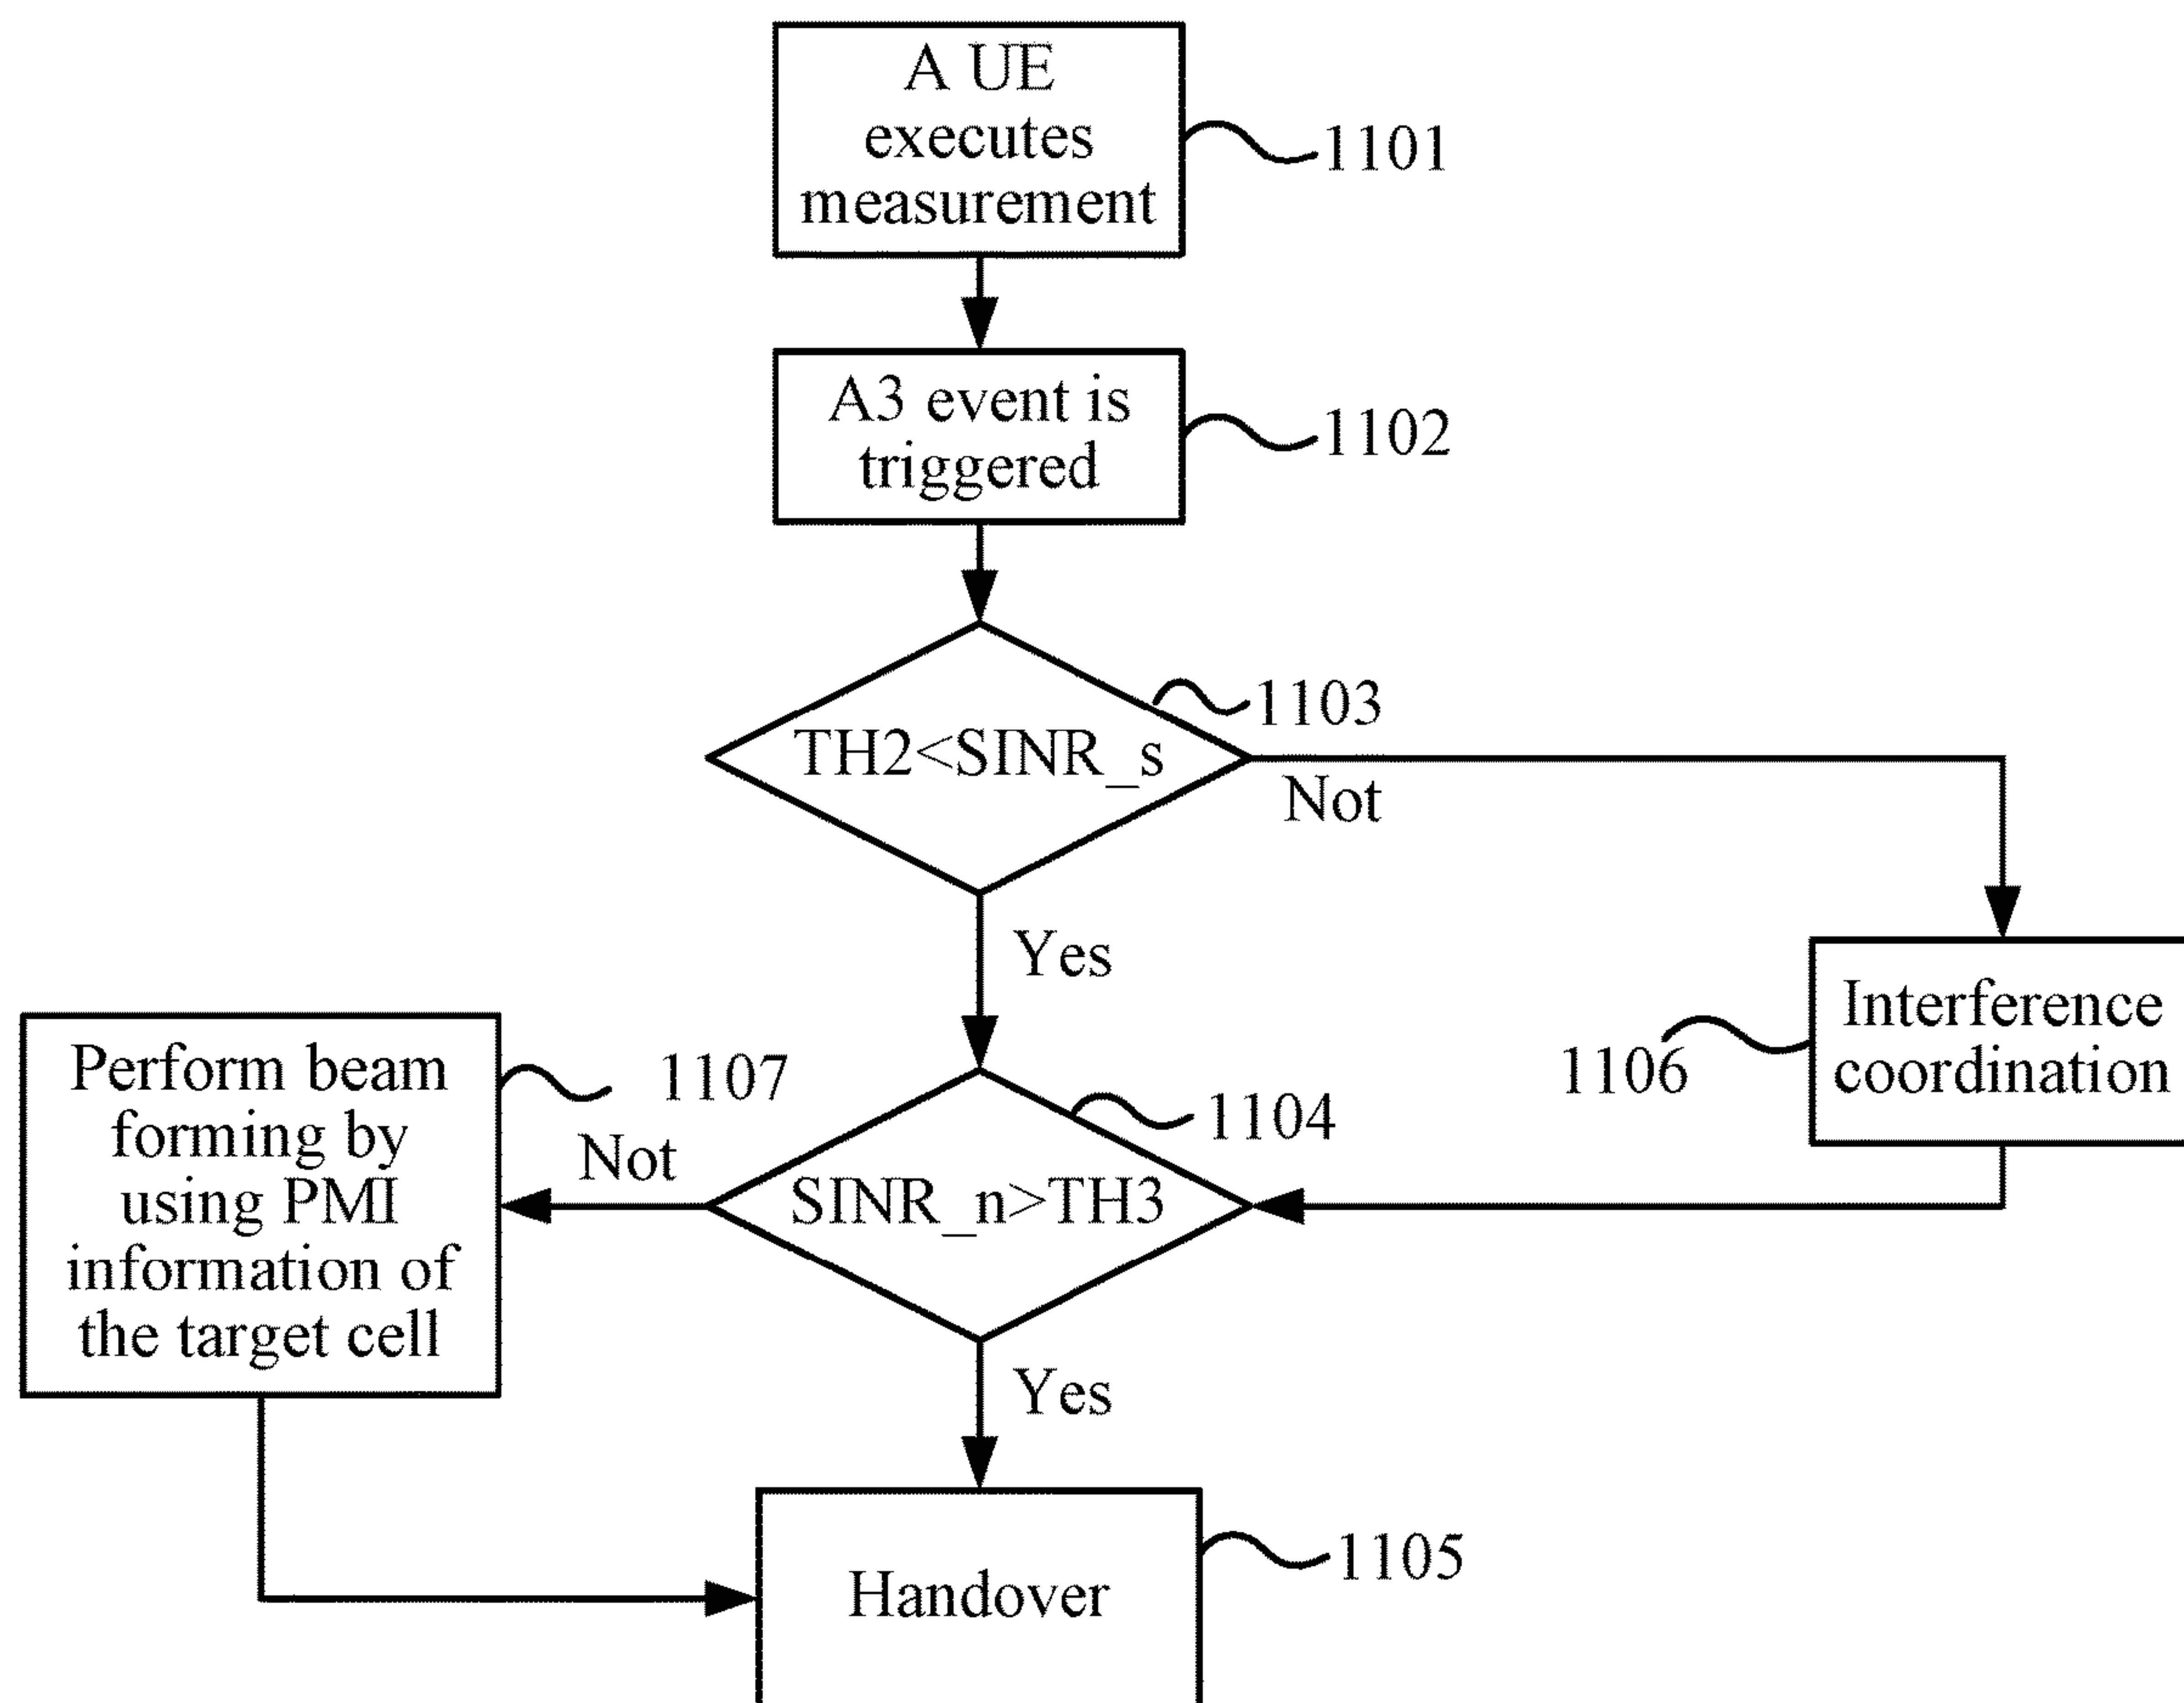 A UE
executes
measurement
1101
A3 event is
triggered
1102
1103
TH2<SINR_s
Not
Yes
Interference
coordination
1106
Perform beam
forming by
using PMI
information of
the target cell
1107
Not
1104
SINR_n>TH3
Yes
Handover
1105